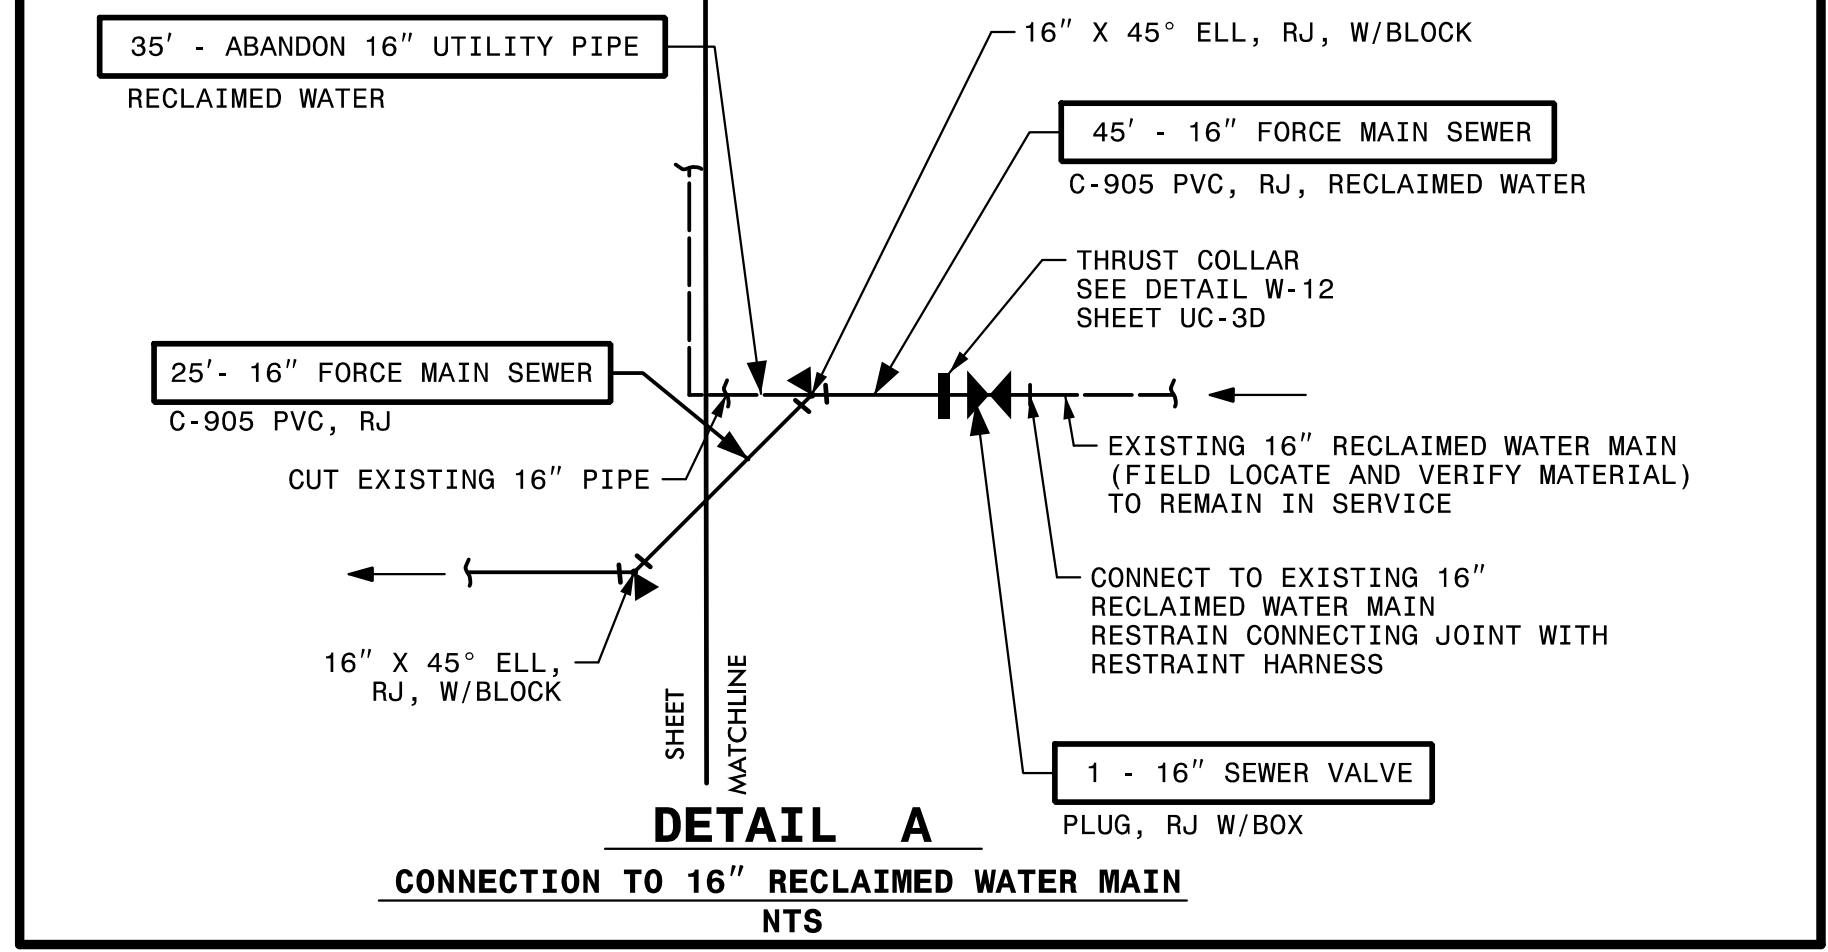 35' - ABANDON 16" UTILITY PIPE
RECLAIMED WATER
16" X 45° ELL, RJ, W/BLOCK
45' - 16" FORCE MAIN SEWER
C-905 PVC, RJ, RECLAIMED WATER
THRUST COLLAR
SEE DETAIL W-12
SHEET UC-3D
25'- 16" FORCE MAIN SEWER
C-905 PVC, RJ
CUT EXISTING 16" PIPE
EXISTING 16" RECLAIMED WATER MAIN
(FIELD LOCATE AND VERIFY MATERIAL)
TO REMAIN IN SERVICE
CONNECT TO EXISTING 16"
RECLAIMED WATER MAIN
RESTRAIN CONNECTING JOINT WITH
RESTRAINT HARNESS
16" X 45° ELL,
RJ, W/BLOCK
SHEET
MATCHLINE
1 - 16" SEWER VALVE
PLUG, RJ W/BOX
DETAIL A
CONNECTION TO 16" RECLAIMED WATER MAIN
NTS